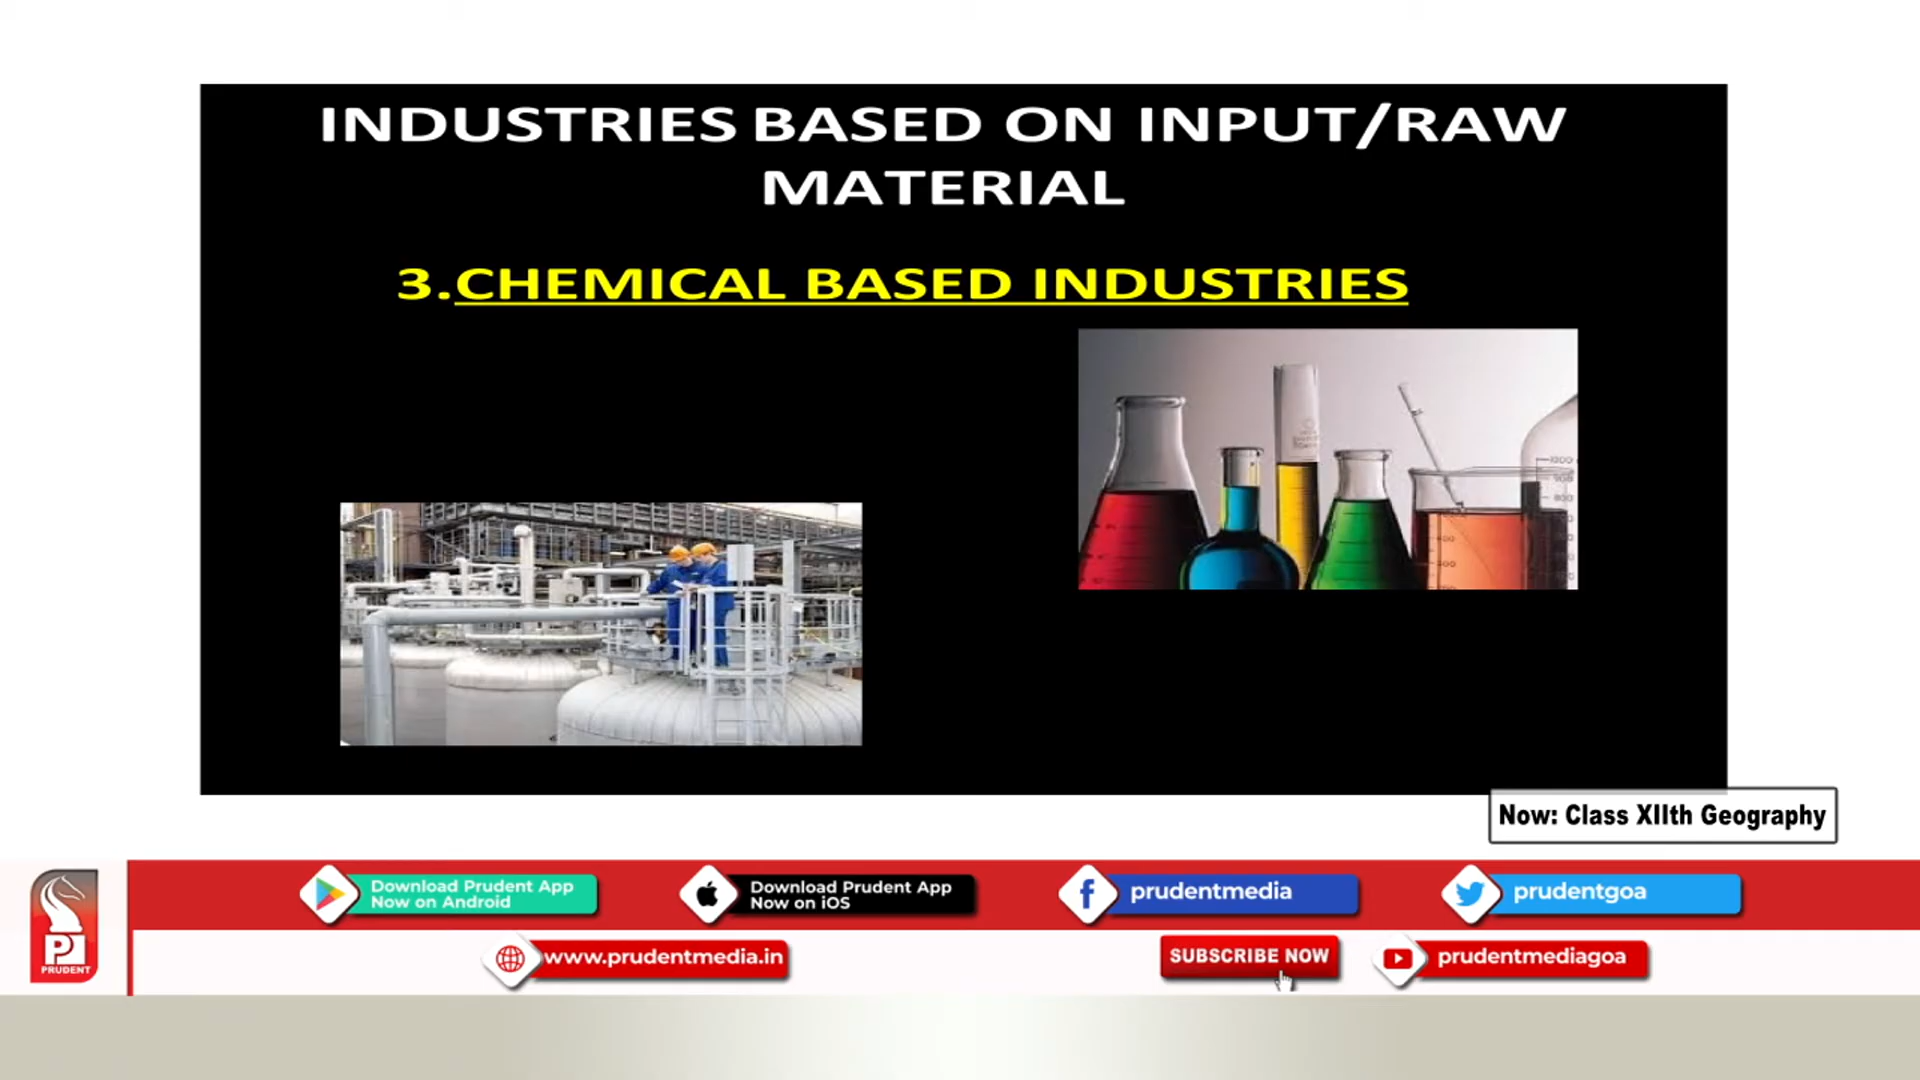 INDUSTRIES BASED ON INPUT/RAW
MATERIAL
3.CHEMICAL BASED INDUSTRIES
Now: Class XIIth Geography
Download Prudent App
Now on Android
Download Prudent App
Now on iOS
prudentmedia
prudentgoa
PRUDENT
www.prudentmedia.in
SUBSCRIBE NOW
prudentmediagoa